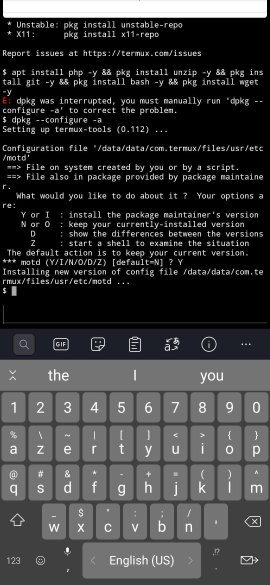 * Unstable: pkg install unstable-repo
* X11:      pkg install x11-repo
Report issues at https://termux.com/issues
$ apt install php -y && pkg install unzip -y && pkg ins
tall git -y && pkg install bash -y && pkg install wget
-y
E: dpkg was interrupted, you must manually run 'dpkg --
configure -a' to correct the problem.
$ dpkg --configure -a
Setting up termux-tools (0.112) ...
Configuration file '/data/data/com.termux/files/usr/etc
/motd'
==> File on system created by you or by a script.
==> File also in package provided by package maintaine
r.
What would you like to do about it ?  Your options a
re:
Y or I  : install the package maintainer's version
N or O  : keep your currently-installed version
D     : show the differences between the versions
Z     : start a shell to examine the situation
The default action is to keep your current version.
*** motd (Y/I/N/O/D/Z) [default=N] ? Y
Installing new version of config file /data/data/com.te
rmux/files/usr/etc/motd ...
$
GIF
the I you
1 2 3 4 5 6 7 8 9 0
% \ ~ | [ ] < > { }
a z e r t y u i o p
@ # & * - + = ( ) ^
q s d f g h j k l m
_ $ " : ; /
w x c v b n '
123 , English (US) .